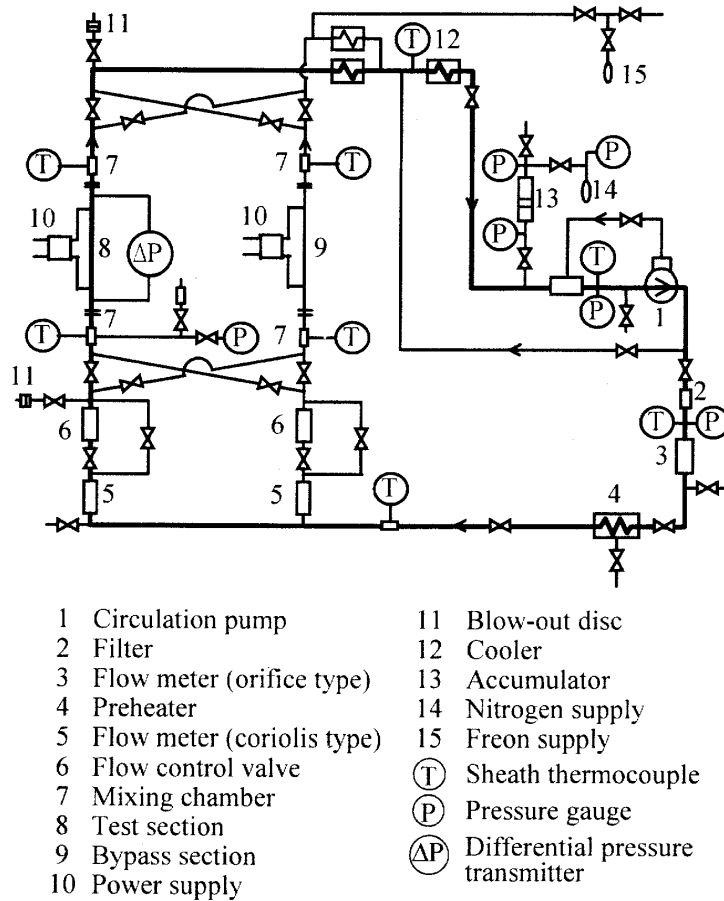 11
T
12
15
T
7
7
T
P
P
10
10
13
14
8
ΔP
9
P
T
T
7
P
7
T
P
1
11
2
6
6
T
P
3
5
5
T
4
1 Circulation pump
2 Filter
3 Flow meter (orifice type)
4 Preheater
5 Flow meter (coriolis type)
6 Flow control valve
7 Mixing chamber
8 Test section
9 Bypass section
10 Power supply
11 Blow-out disc
12 Cooler
13 Accumulator
14 Nitrogen supply
15 Freon supply
T Sheath thermocouple
P Pressure gauge
ΔP Differential pressure
transmitter